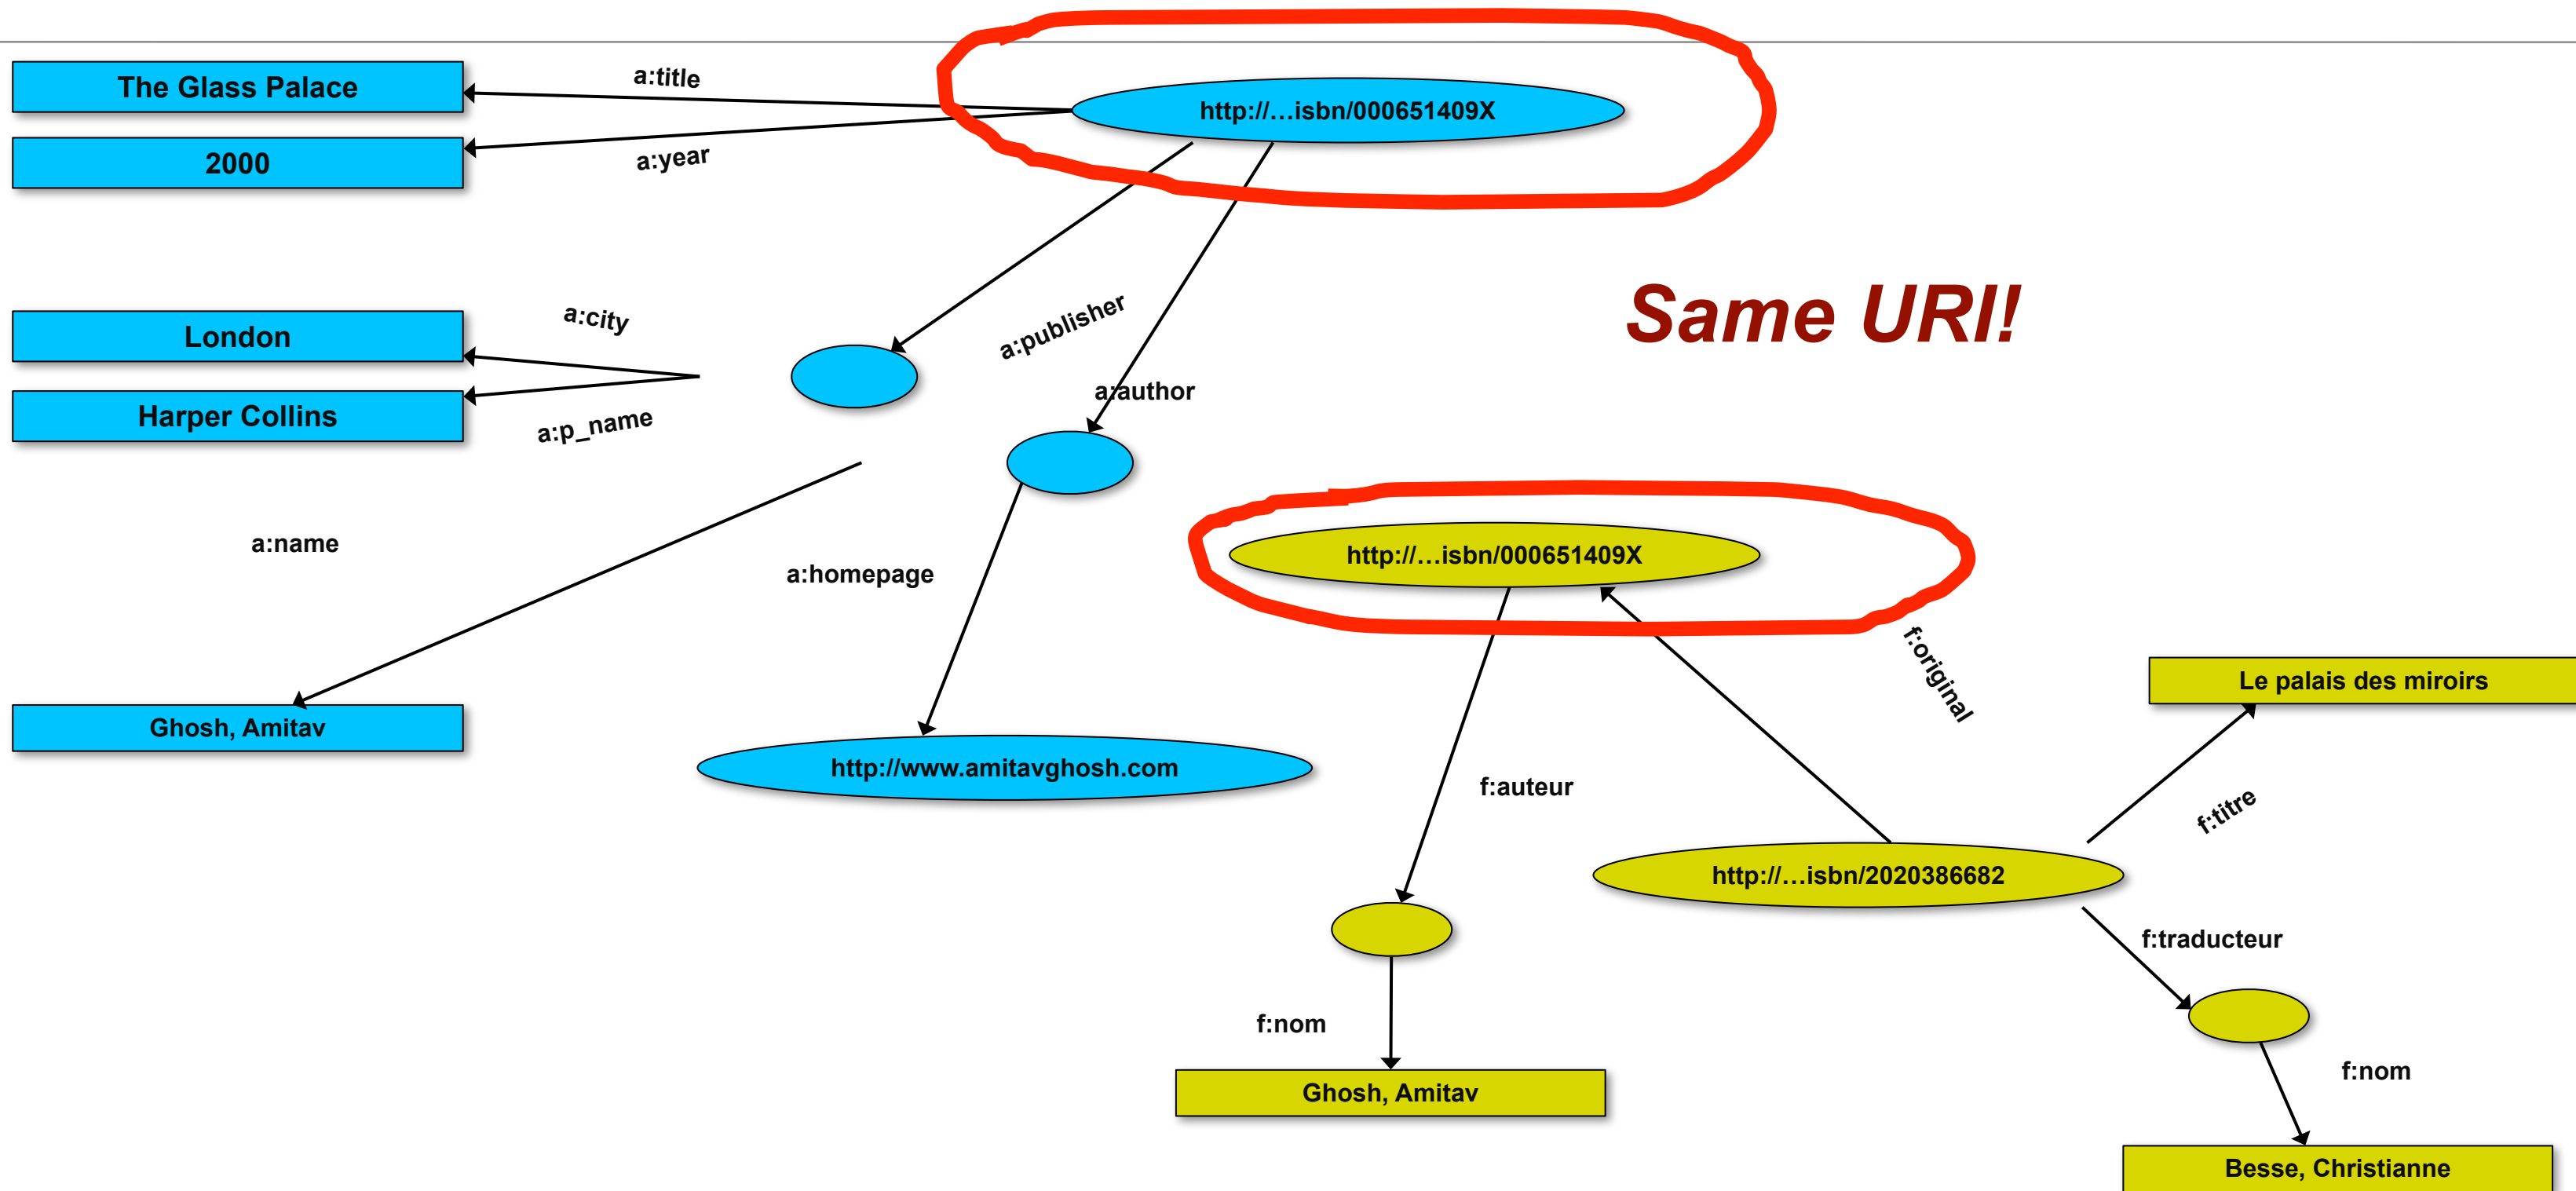 a:title
The Glass Palace
http://…isbn/000651409X
2000
a:year
Same URI!
a:city
a:publisher
London
a:author
Harper Collins
a:p_name
a:name
http://…isbn/000651409X
a:homepage
f:original
Le palais des miroirs
Ghosh, Amitav
http://www.amitavghosh.com
f:auteur
f:titre
http://…isbn/2020386682
f:traducteur
f:nom
f:nom
Ghosh, Amitav
Besse, Christianne